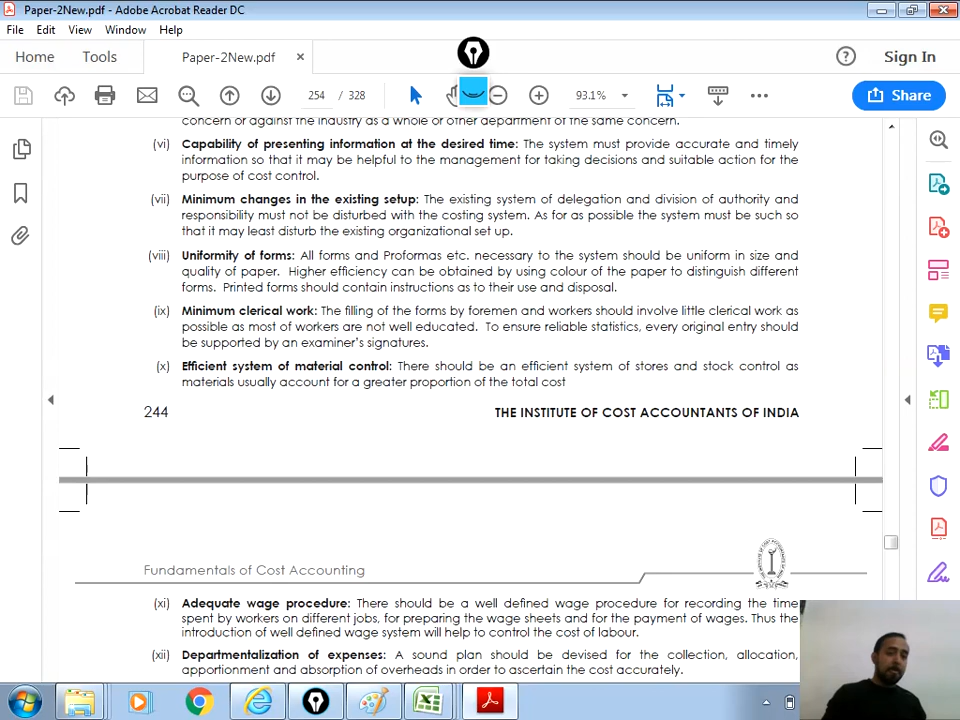 Paper-2New.pdf - Adobe Acrobat Reader DC
File Edit View Window Help
Home Tools Paper-2New.pdf × Sign In
254 / 328 93.1% Share
concern or against the industry as a whole or other department of the same concern.
(vi) Capability of presenting information at the desired time: The system must provide accurate and timely
information so that it may be helpful to the management for taking decisions and suitable action for the
purpose of cost control.
(vii) Minimum changes in the existing setup: The existing system of delegation and division of authority and
responsibility must not be disturbed with the costing system. As for as possible the system must be such so
that it may least disturb the existing organizational set up.
(viii) Uniformity of forms: All forms and Proformas etc. necessary to the system should be uniform in size and
quality of paper. Higher efficiency can be obtained by using colour of the paper to distinguish different
forms. Printed forms should contain instructions as to their use and disposal.
(ix) Minimum clerical work: The filling of the forms by foremen and workers should involve little clerical work as
possible as most of workers are not well educated. To ensure reliable statistics, every original entry should
be supported by an examiner's signatures.
(x) Efficient system of material control: There should be an efficient system of stores and stock control as
materials usually account for a greater proportion of the total cost
244 THE INSTITUTE OF COST ACCOUNTANTS OF INDIA
Fundamentals of Cost Accounting
(xi) Adequate wage procedure: There should be a well defined wage procedure for recording the time
spent by workers on different jobs, for preparing the wage sheets and for the payment of wages. Thus the
introduction of well defined wage system will help to control the cost of labour.
(xii) Departmentalization of expenses: A sound plan should be devised for the collection, allocation,
apportionment and absorption of overheads in order to ascertain the cost accurately.